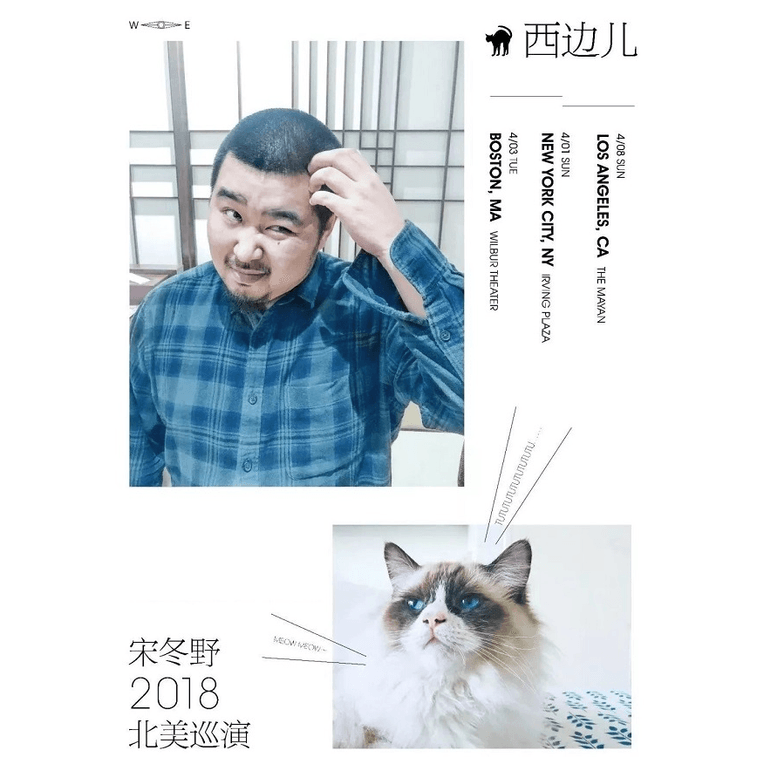 W E
西边儿
4/08 SUN
LOS ANGELES, CA THE MAYAN
4/01 SUN
NEW YORK CITY, NY IRVING PLAZA
4/03 TUE
BOSTON, MA WILBUR THEATER
MEOW MEOW~
宋冬野
2018
北美巡演